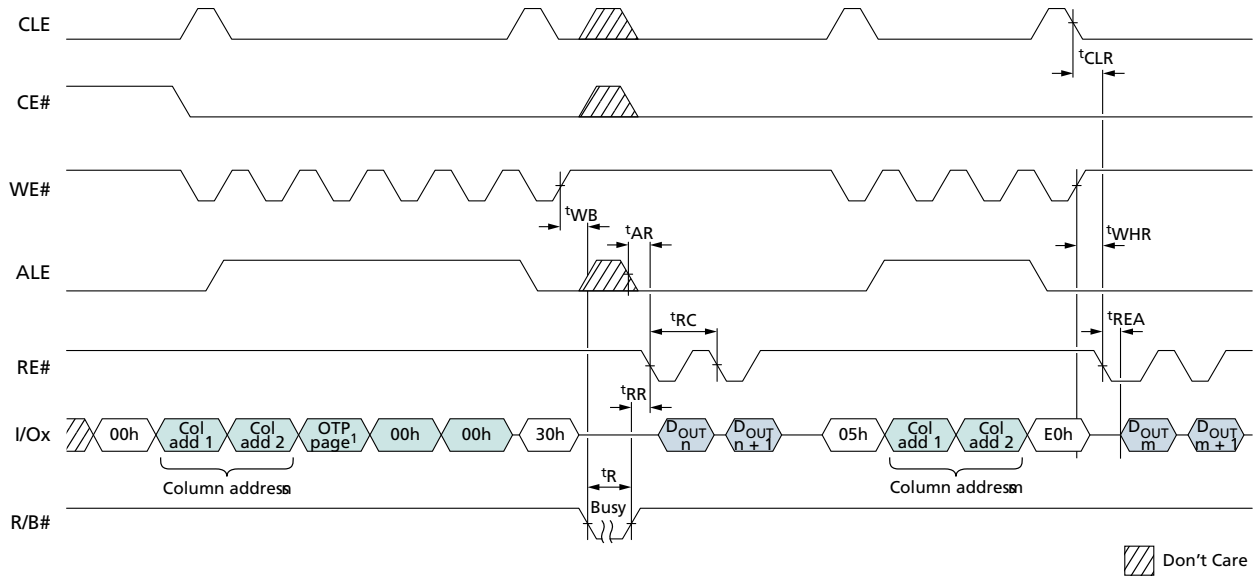 CLE
tCLR
CE#
WE#
tWB
tAR
tWHR
ALE
tRC
tREA
RE#
tRR
I/Ox
00h
Col add 1
Col add 2
OTP page1
00h
00h
30h
DOUT n
DOUT n + 1
05h
Col add 1
Col add 2
E0h
DOUT m
DOUT m + 1
Column address n
tR
Column address m
R/B#
Busy
Don't Care